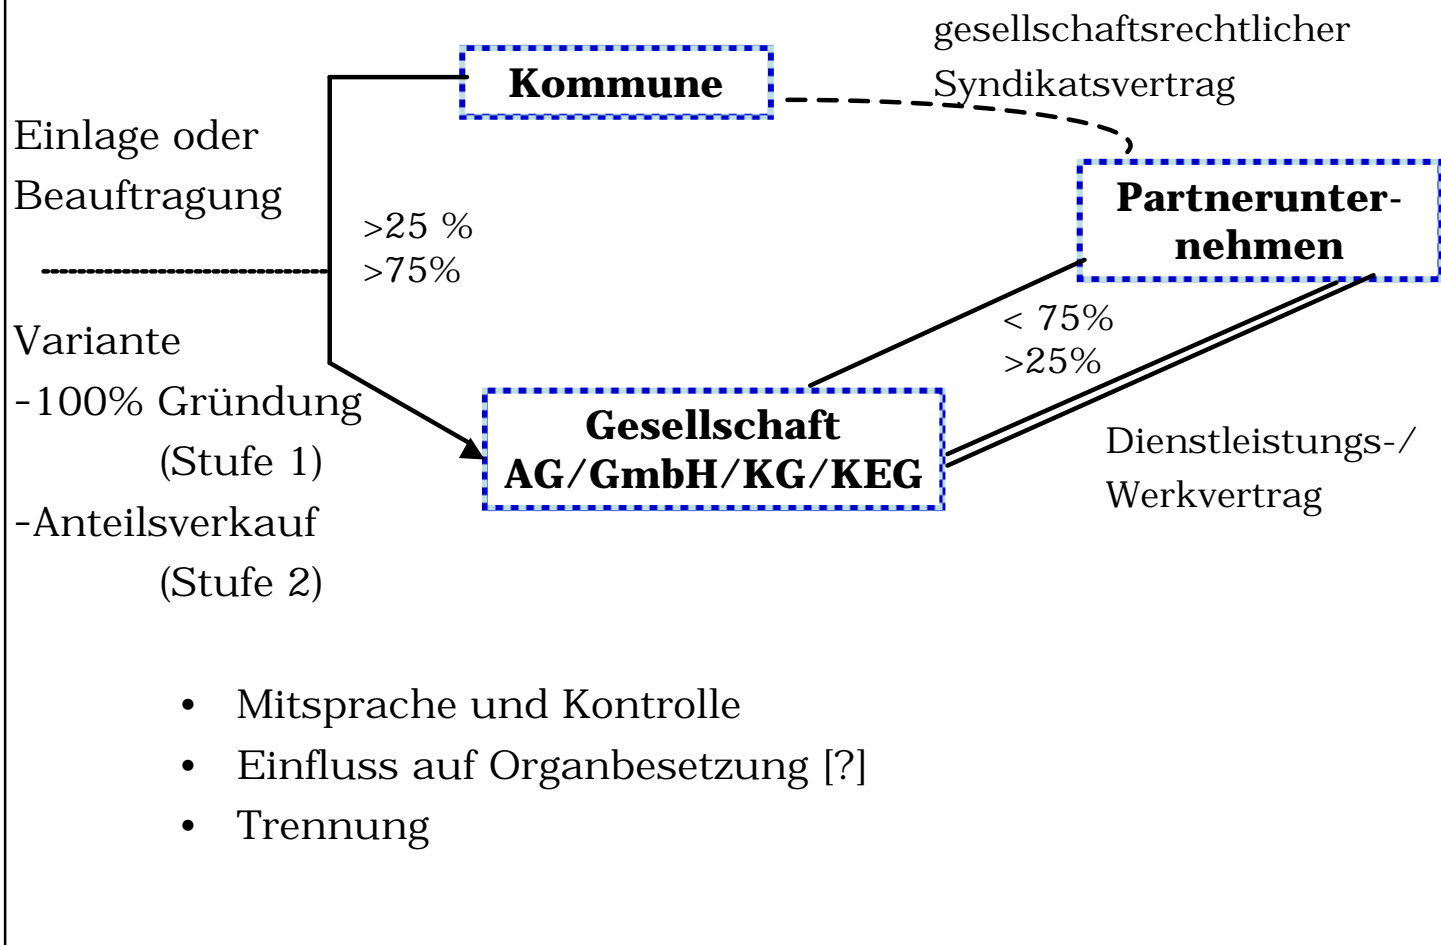 gesellschaftsrechtlicher
Syndikatsvertrag
Kommune
Einlage oder
Beauftragung
>25 %
>75%
Partnerunter-
nehmen
< 75%
>25%
Variante
-100% Gründung
(Stufe 1)
-Anteilsverkauf
(Stufe 2)
Gesellschaft
AG/GmbH/KG/KEG
Dienstleistungs-/
Werkvertrag
• Mitsprache und Kontrolle
• Einfluss auf Organbesetzung [?]
• Trennung